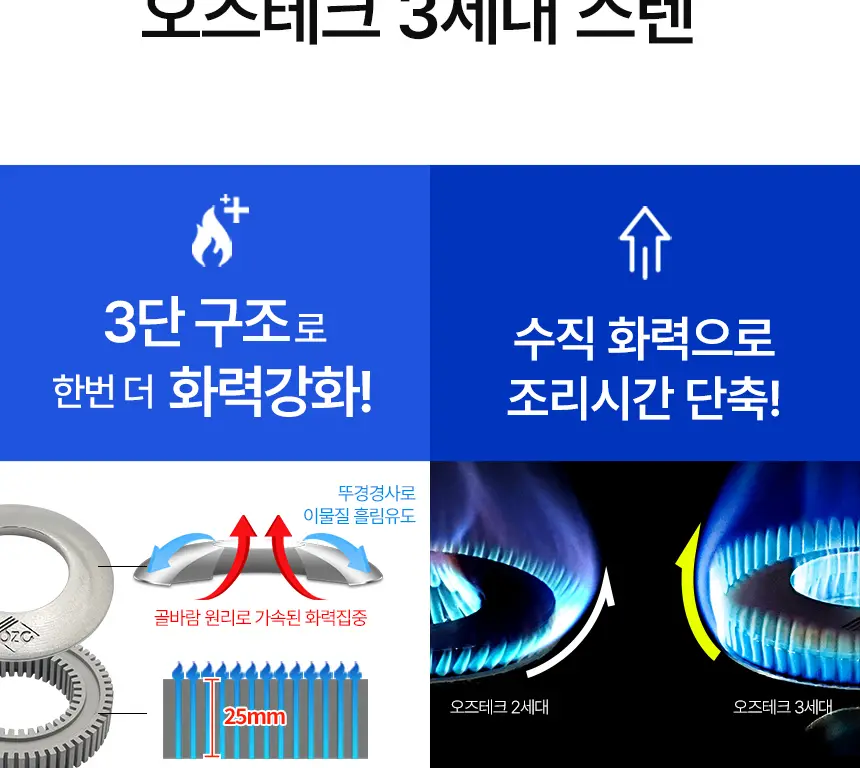 오즈테크 3세대 스텐
3단 구조로
한번 더 화력강화!
수직 화력으로
조리시간 단축!
뚜경경사로
이물질 흘림유도
골바람 원리로 가속된 화력집중
25mm
오즈테크 2세대
오즈테크 3세대